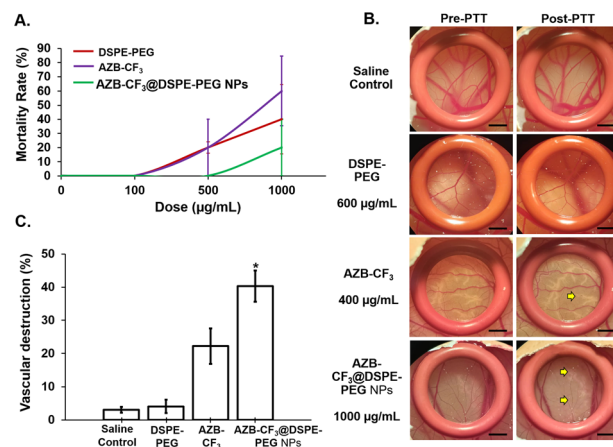 A.
90
80
70
60
50
40
30
20
10
0
Mortality Rate (%)
DSPE-PEG
AZB-CF₃
AZB-CF₃@DSPE-PEG NPs
0
100
500
1000
Dose (µg/mL)
B.
Pre-PTT
Post-PTT
Saline
Control
DSPE-
PEG
600 µg/mL
AZB-CF₃
400 µg/mL
AZB-
CF₃@DSPE-
PEG NPs
1000 µg/mL
C.
50
40
30
20
10
0
Vascular destruction (%)
*
Saline
Control
DSPE-
PEG
AZB-
CF₃
AZB-CF₃@DSPE-
PEG NPs